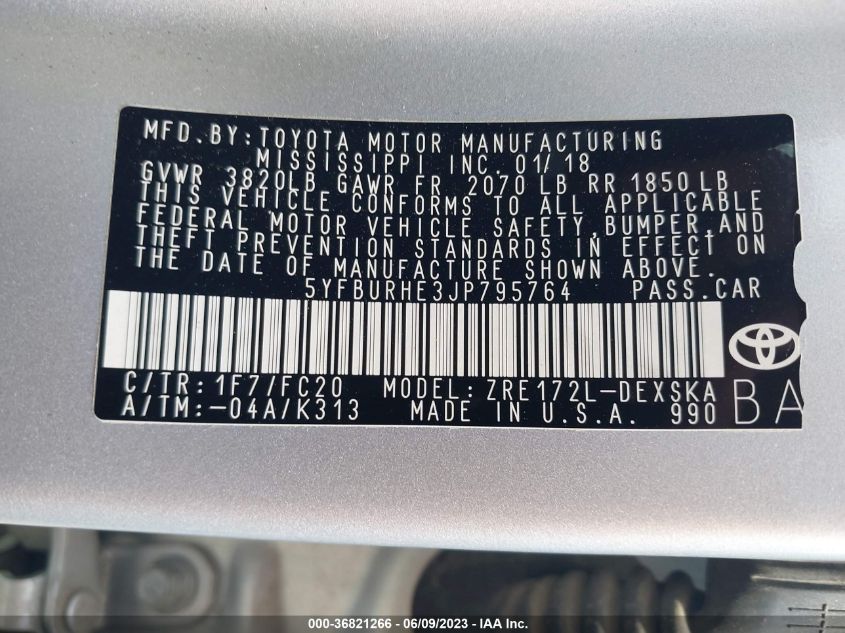 MFD.BY:TOYOTA MOTOR MANUFACTURING
MISSISSIPPI INC. 01/18
GVWR 3820LB GAWR FR 2070 LB RR 1850LB
THIS VEHICLE CONFORMS TO ALL APPLICABLE
FEDERAL MOTOR VEHICLE SAFETY,BUMPER,AND
THEFT PREVENTION STANDARDS IN EFFECT ON
THE DATE OF MANUFACTURE SHOWN ABOVE.
5YFBURHE3JP795764 PASS.CAR
C/TR:1F7/FC20 MODEL:ZRE172L-DEXSKA
A/TM:-04A/K313 MADE IN U.S.A. 990 BA
000-36821266 - 06/09/2023 - IAA Inc.